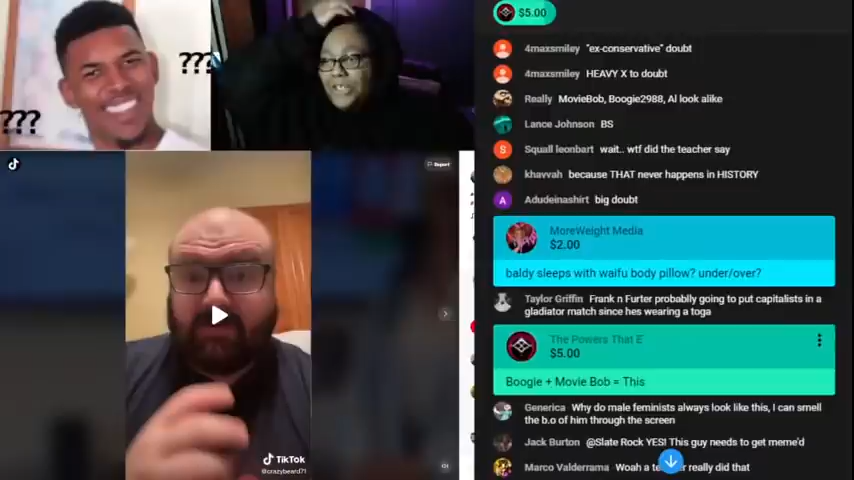 ???
???
Report
TikTok
@crazybeard71
$5.00
4maxsmiley "ex-conservative" doubt
4maxsmiley HEAVY X to doubt
Really MovieBob, Boogie2988, Al look alike
Lance Johnson BS
Squall leonbart wait.. wtf did the teacher say
khavvah because THAT never happens in HISTORY
Adudeinashirt big doubt
MoreWeight Media
$2.00
baldy sleeps with waifu body pillow? under/over?
Taylor Griffin Frank n Furter probablly going to put capitalists in a
gladiator match since hes wearing a toga
The Powers That E
$5.00
Boogie + Movie Bob = This
Generica Why do male feminists always look like this, I can smell
the b.o of him through the screen
Jack Burton @Slate Rock YES! This guy needs to get meme'd
Marco Valderrama Woah a really did that